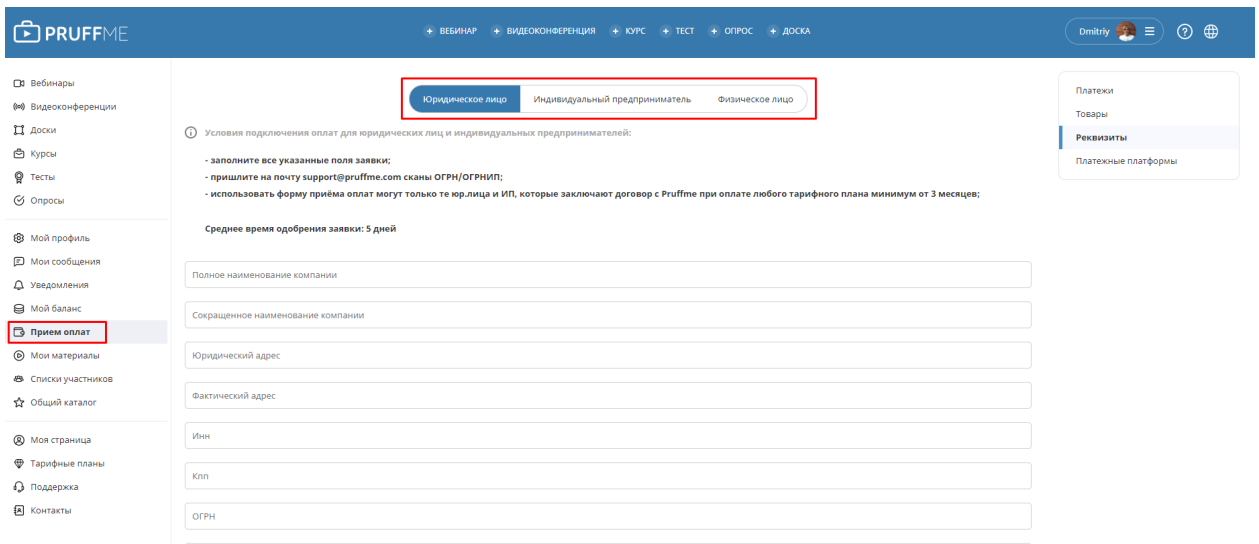 PRUFFME
ВЕБИНАР
ВИДЕОКОНФЕРЕНЦИЯ
КУРС
ТЕСТ
ОПРОС
ДОСКА
Dmitriy
Вебинары
Видеоконференции
Доски
Курсы
Тесты
Опросы
Мой профиль
Мои сообщения
Уведомления
Мой баланс
Прием оплат
Мои материалы
Списки участников
Общий каталог
Моя страница
Тарифные планы
Поддержка
Контакты
Юридическое лицо
Индивидуальный предприниматель
Физическое лицо
Условия подключения оплат для юридических лиц и индивидуальных предпринимателей:
- заполните все указанные поля заявки;
- пришлите на почту support@pruffme.com сканы ОГРН/ОГРНИП;
- использовать форму приёма оплат могут только те юр.лица и ИП, которые заключают договор с Pruffme при оплате любого тарифного плана минимум от 3 месяцев;
Среднее время одобрения заявки: 5 дней
Полное наименование компании
Сокращенное наименование компании
Юридический адрес
Фактический адрес
Инн
Кпп
ОГРН
Платежи
Товары
Реквизиты
Платежные платформы